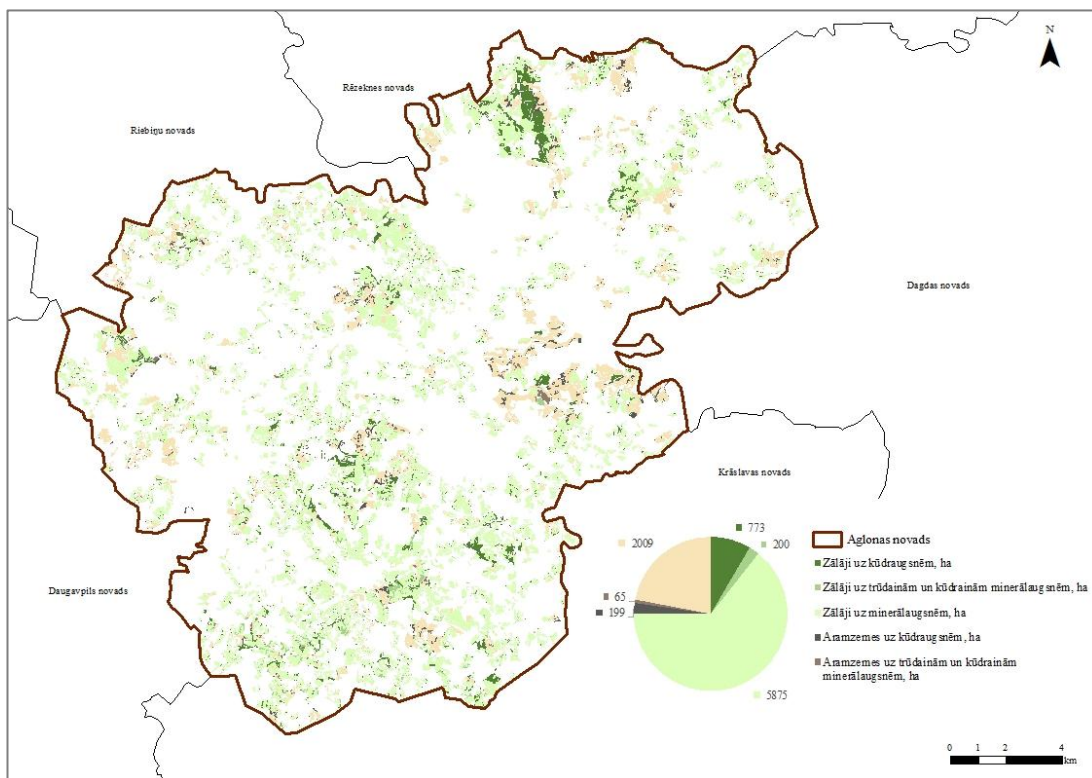 N
Rēzeknes novads
Riebiņu novads
Dagdas novads
Krāslavas novads
Daugavpils novads
773
200
2009
65
199
5875
Aglonas novads
Zālāji uz kūdraugsnēm, ha
Zālāji uz trūdainām un kūdrainām minerālaugsnēm, ha
Zālāji uz minerālaugsnēm, ha
Aramzemes uz kūdraugsnēm, ha
Aramzemes uz trūdainām un kūdrainām
minerālaugsnēm, ha
0 1 2 4
km